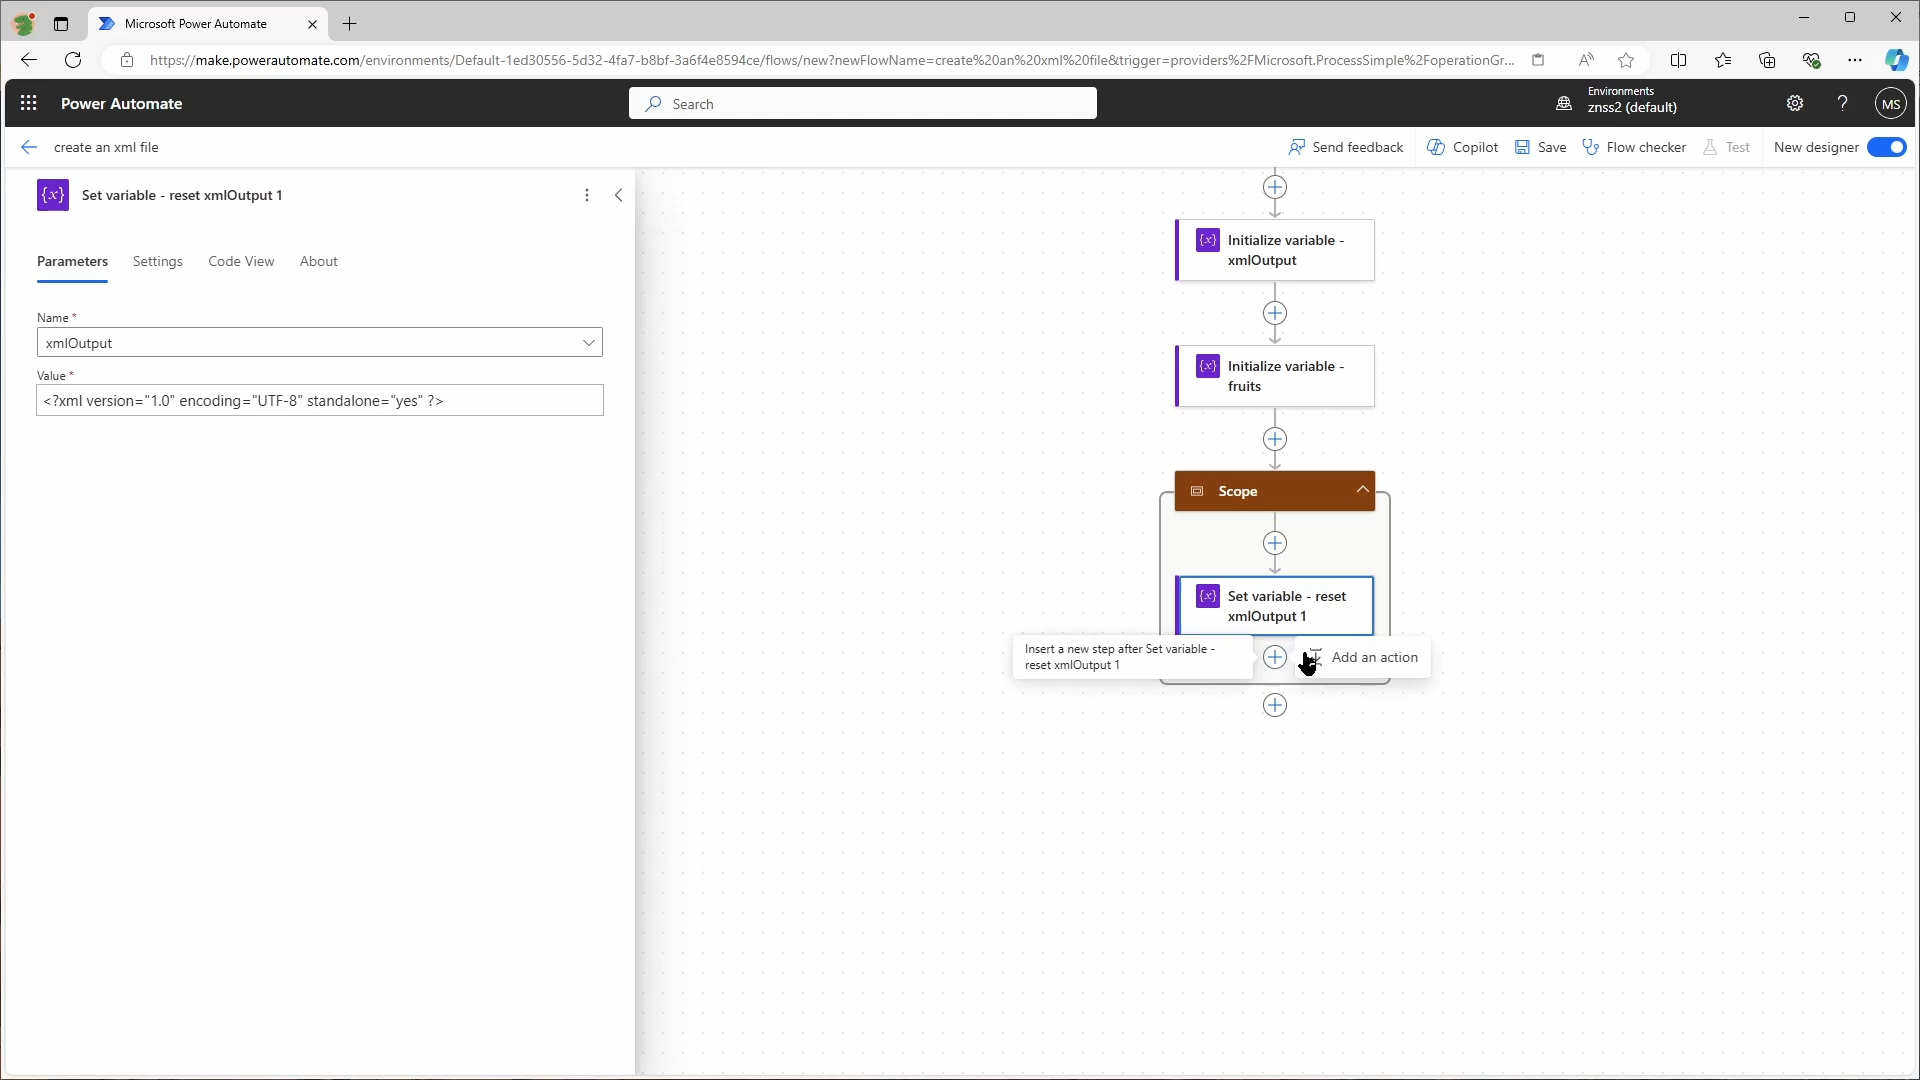 Microsoft Power Automate
https://make.powerautomate.com/environments/Default-1ed30556-5d32-4fa7-b8bf-3a6f4e8594ce/flows/new?newFlowName=create%20an%20xml%20file&trigger=providers%2FMicrosoft.ProcessSimple%2FoperationGr...
Power Automate
Search
Environments
znss2 (default)
MS
create an xml file
Send feedback
Copilot
Save
Flow checker
Test
New designer
{x} Set variable - reset xmlOutput 1
Parameters
Settings
Code View
About
Name *
xmlOutput
Value *
<?xml version="1.0" encoding="UTF-8" standalone="yes" ?>
{x} Initialize variable -
xmlOutput
{x} Initialize variable -
fruits
Scope
{x} Set variable - reset
xmlOutput 1
Insert a new step after Set variable -
reset xmlOutput 1
Add an action